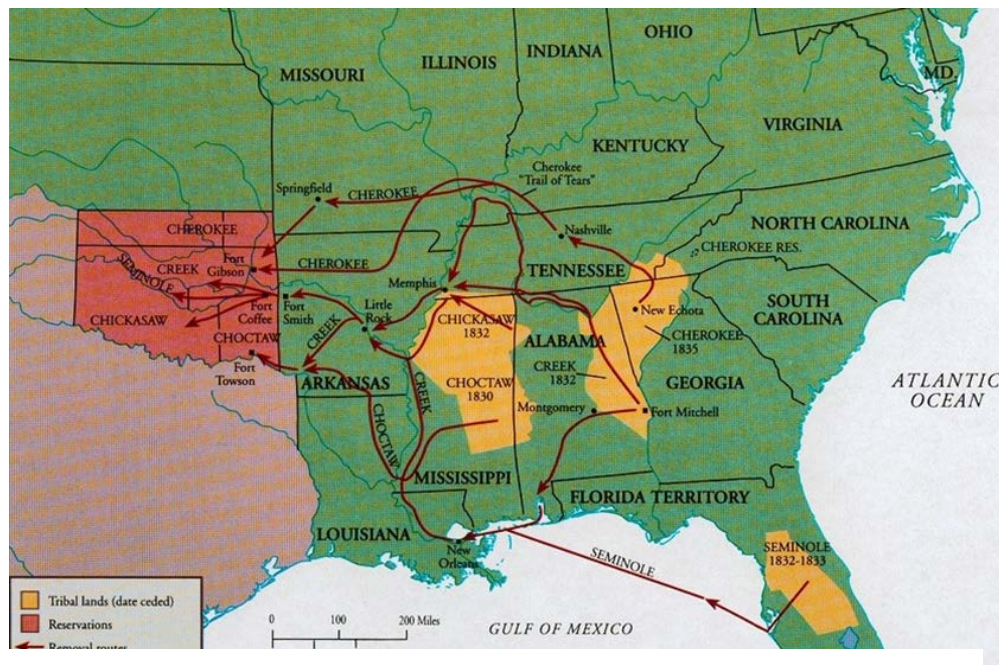 OHIO
INDIANA
ILLINOIS
MISSOURI
MD.
VIRGINIA
KENTUCKY
Cherokee
"Trail of Tears"
Springfield
CHEROKEE
NORTH CAROLINA
CHEROKEE
Nashville
CHEROKEE RES.
Fort
Gibson
CHEROKEE
CREEK
SEMINOLE
TENNESSEE
Memphis
Fort
Coffee
Fort
Smith
Little
Rock
New Echota
SOUTH
CAROLINA
CHICKASAW
CHICKASAW
1832
CREEK
CHOCTAW
ALABAMA
CHEROKEE
1835
Fort
Towson
ARKANSAS
CHOCTAW
1830
CREEK
1832
GEORGIA
ATLANTIC
OCEAN
CREEK
CHOCTAW
Montgomery
Fort Mitchell
MISSISSIPPI
FLORIDA TERRITORY
LOUISIANA
New
Orleans
SEMINOLE
SEMINOLE
1832-1833
Tribal lands (date ceded)
Reservations
Removal routes
0 100 200 Miles
GULF OF MEXICO